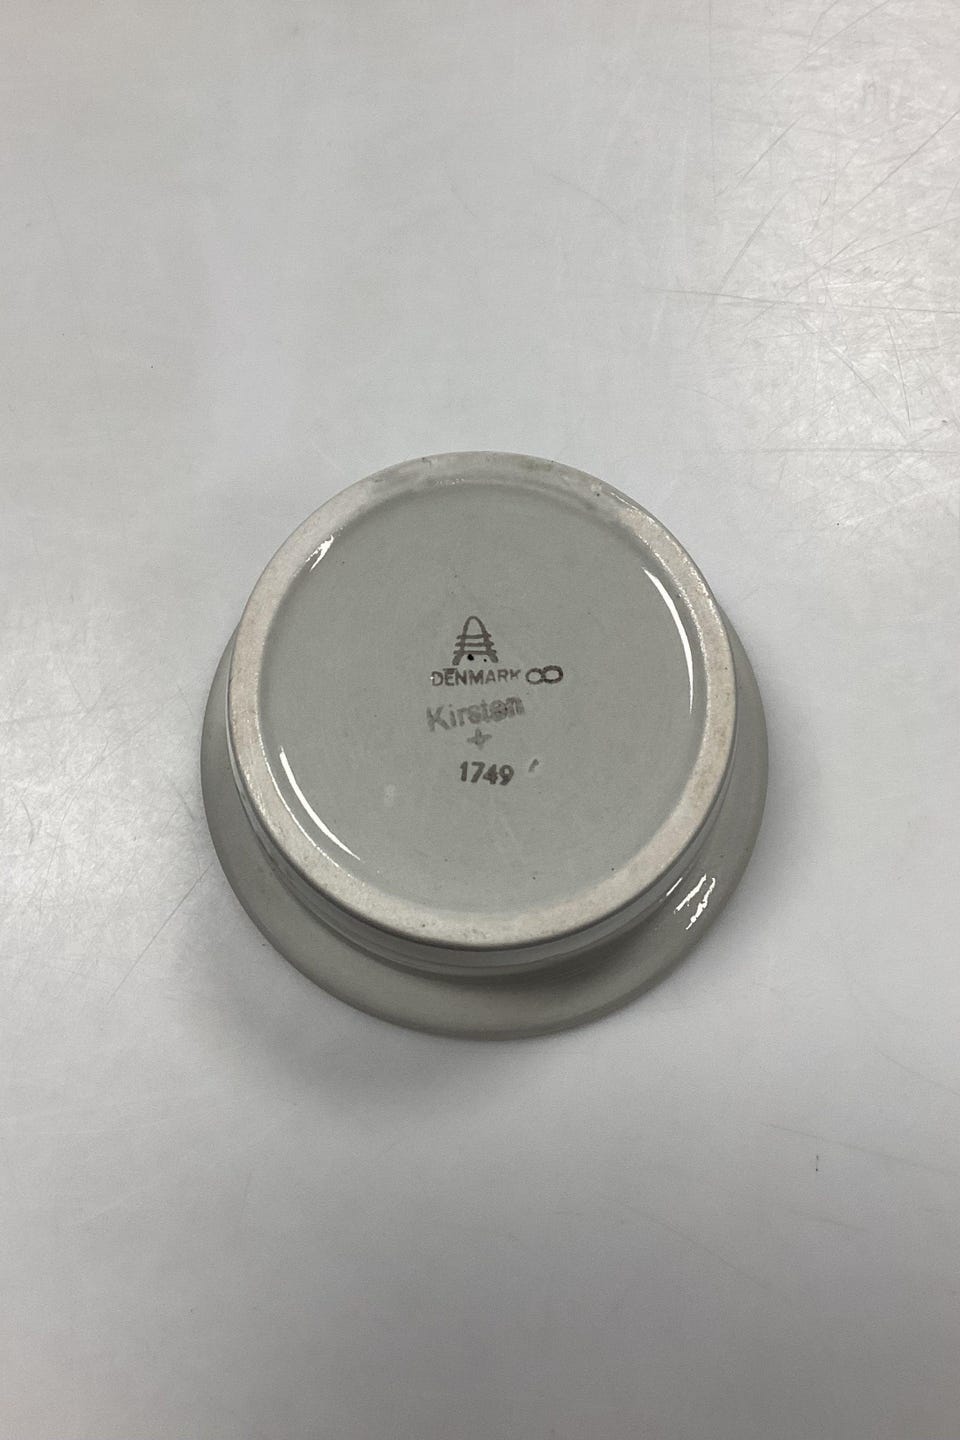 A
DENMARK ∞
Kirsten
+
1749